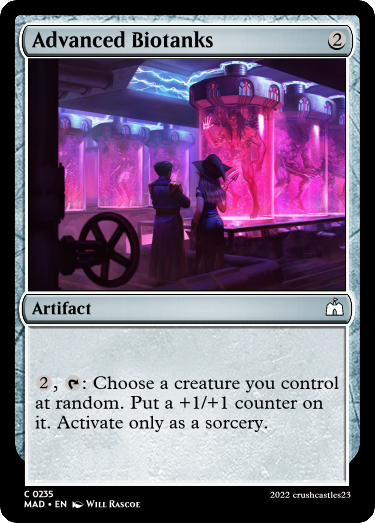 Advanced Biotanks 2
Artifact
2, : Choose a creature you control
at random. Put a +1/+1 counter on
it. Activate only as a sorcery.
C 0235
MAD • EN Will Rascoe
2022 crushcastles23